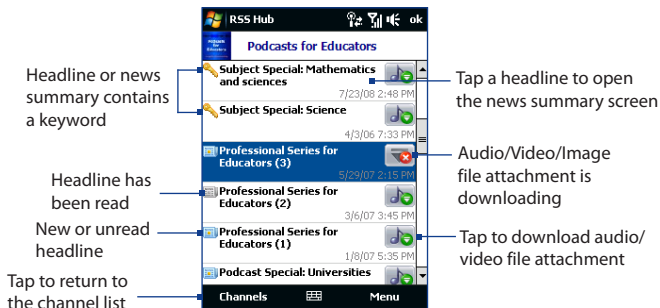 RSS Hub
ok
Podcasts for Educators
Subject Special: Mathematics
and sciences
7/23/08 2:48 PM
Subject Special: Science
4/3/06 7:33 PM
Professional Series for
Educators (3)
5/29/07 2:15 PM
Professional Series for
Educators (2)
3/6/07 3:45 PM
Professional Series for
Educators (1)
1/8/07 5:35 PM
Podcast Special: Universities
Channels
Menu
Headline or news
summary contains
a keyword
Headline has
been read
New or unread
headline
Tap to return to
the channel list
Tap a headline to open
the news summary screen
Audio/Video/Image
file attachment is
downloading
Tap to download audio/
video file attachment